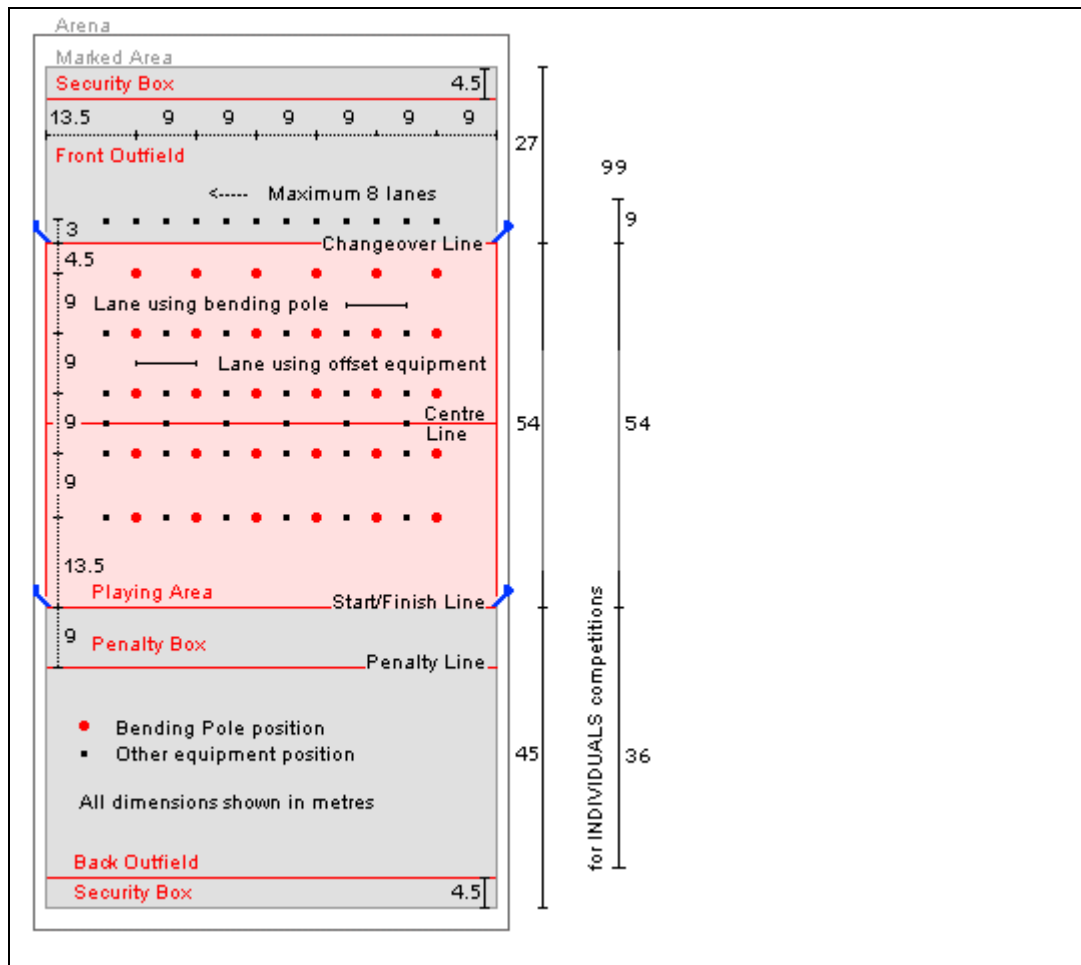 Arena
Marked Area
Security Box 4.5
13.5 9 9 9 9 9 9
27
Front Outfield
99
<----- Maximum 8 lanes
3
9
Changeover Line
4.5
9 Lane using bending pole
9 Lane using offset equipment
9
Centre
Line
54
54
9
13.5
Playing Area
Start/Finish Line
9
Penalty Box
Penalty Line
Bending Pole position
Other equipment position
45
36
All dimensions shown in metres
for INDIVIDUALS competitions
Back Outfield
Security Box 4.5